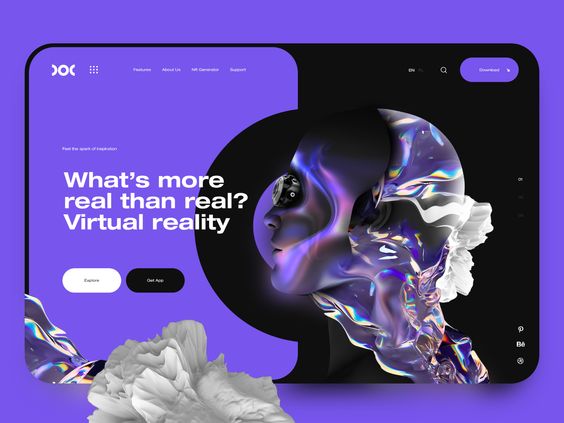 Features
About Us
NR Generator
Support
EN
Download
Feel the spark of inspiration
What's more
real than real?
Virtual reality
Explore
Get App
01
Bē